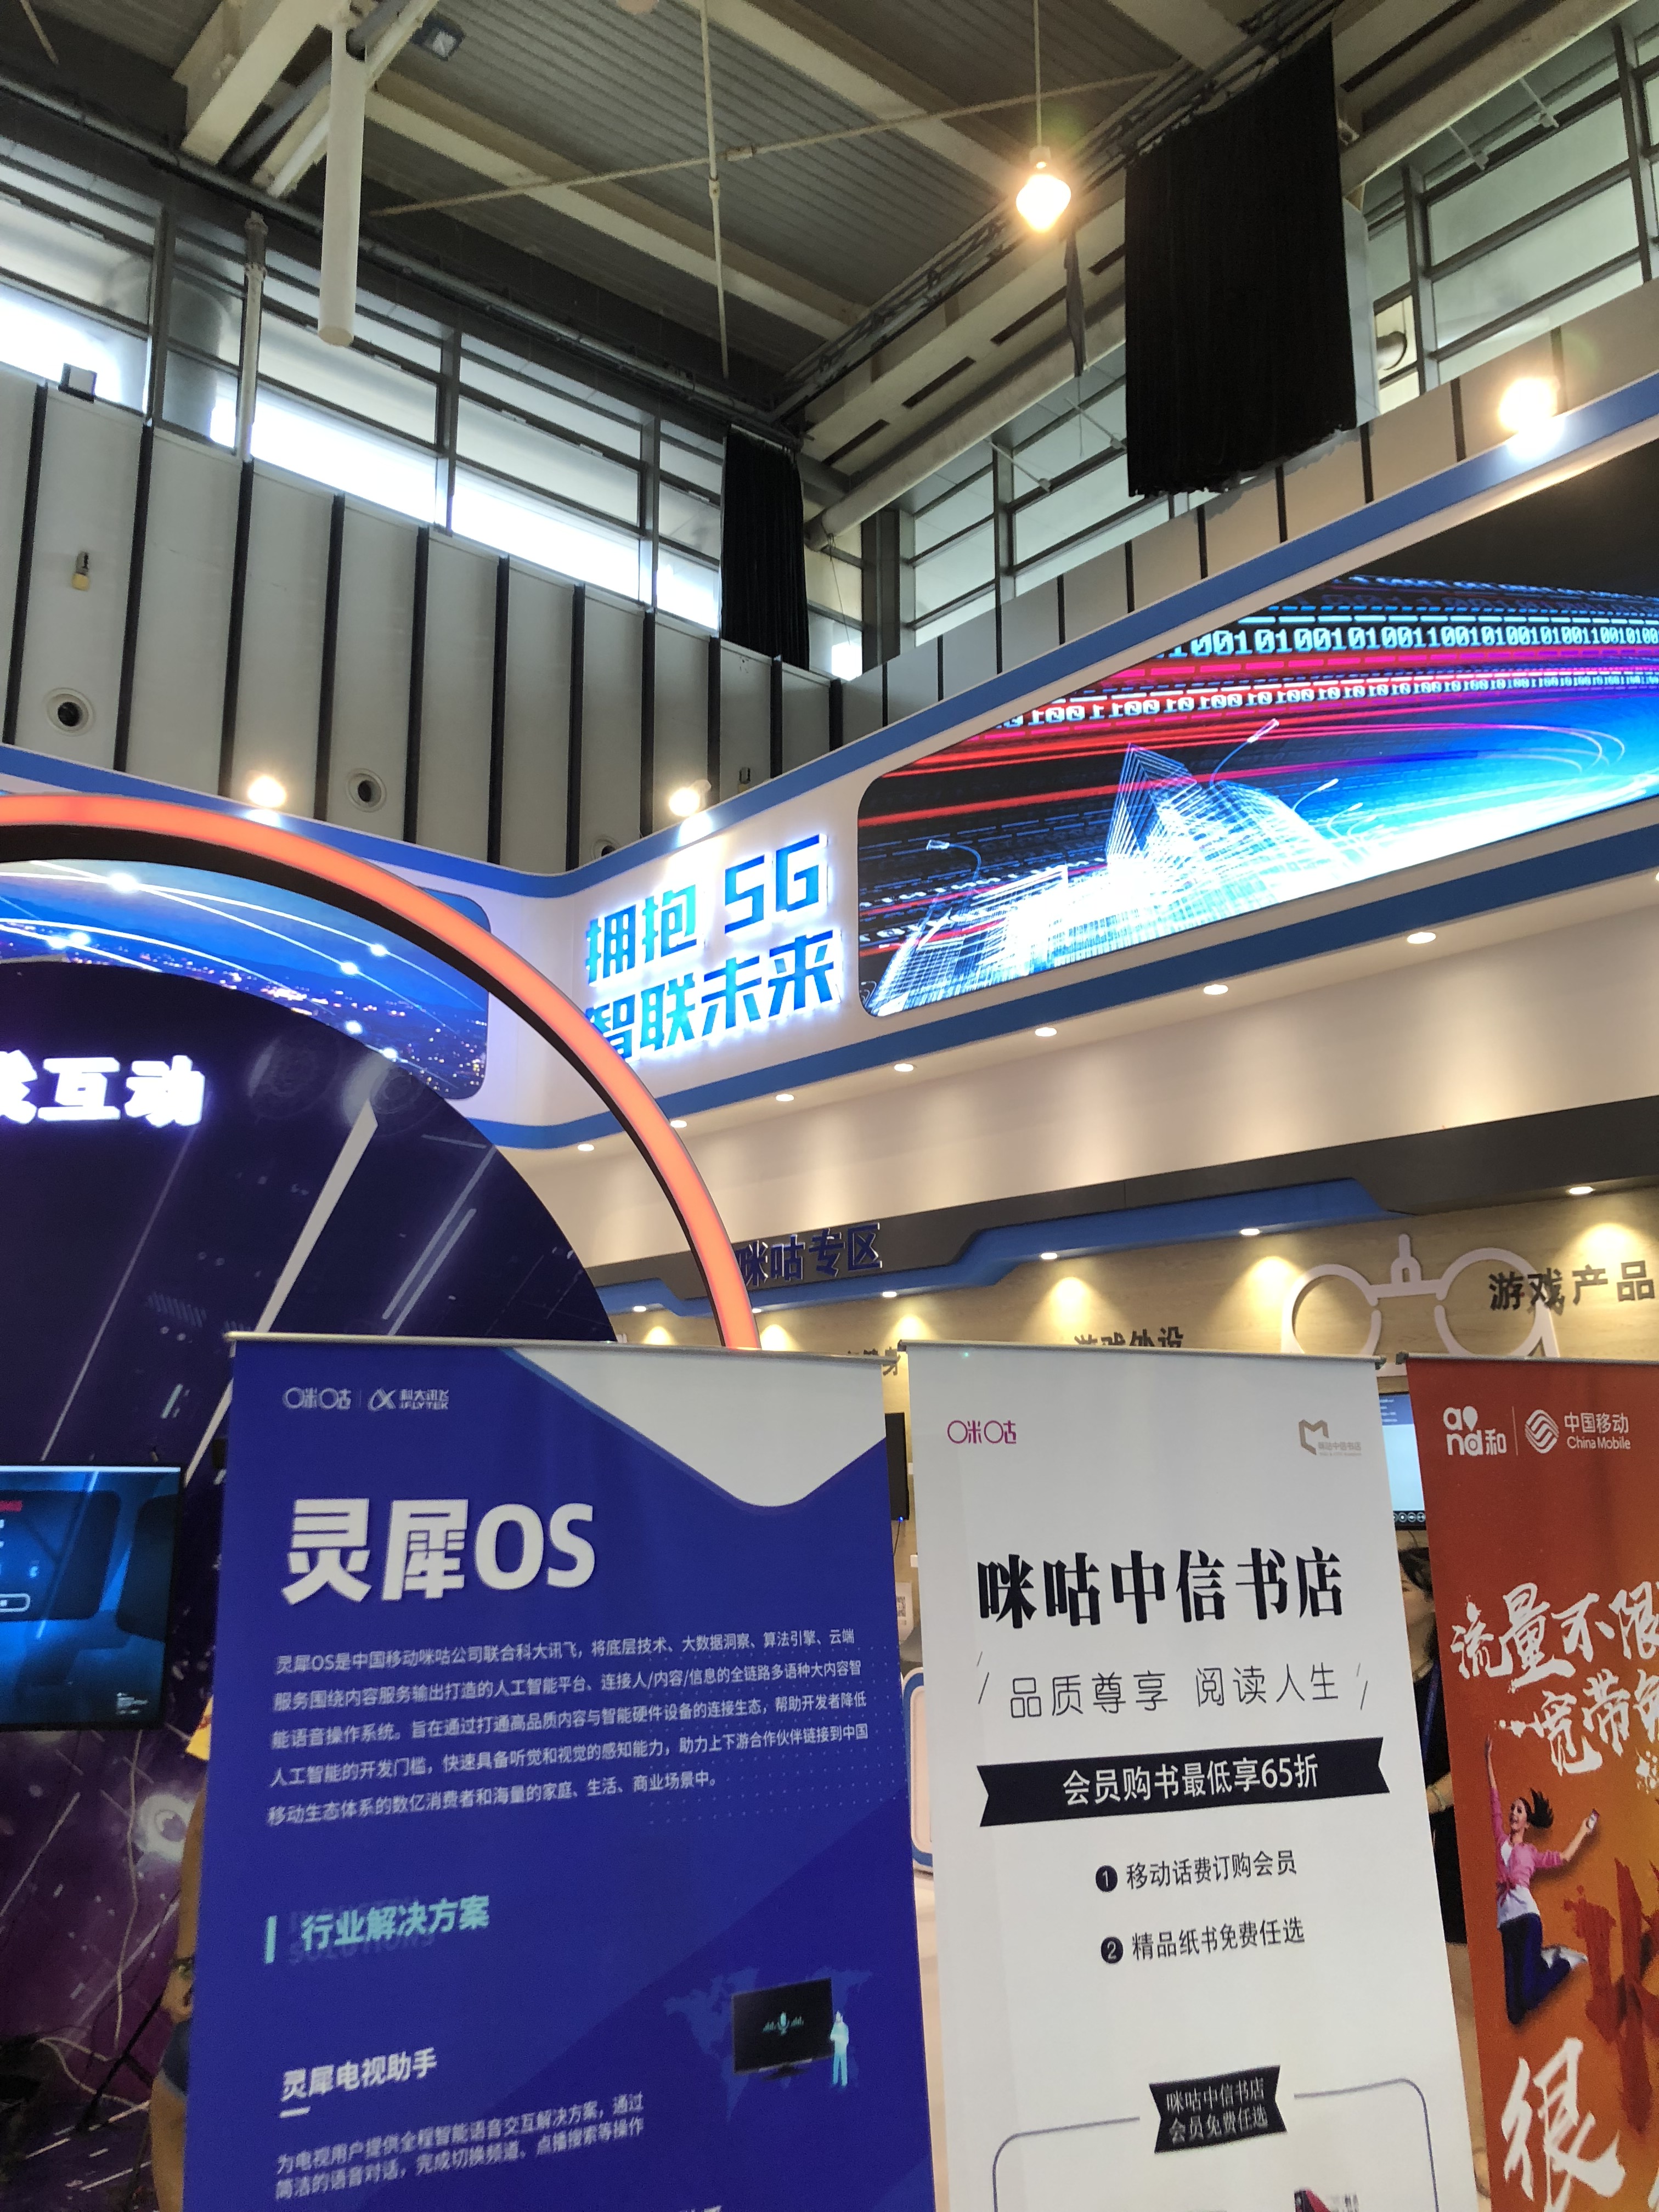 拥抱 5G
智联未来
互动
咪咕专区
游戏外设
游戏产品
咪咕 科大讯飞
iFLYTEK
灵犀OS
灵犀OS是中国移动咪咕公司联合科大讯飞，将底层技术、大数据洞察、算法引擎、云端
服务围绕内容服务输出打造的人工智能平台、连接人/内容/信息的全链路多语种大内容智
能语音操作系统。旨在通过打通高品质内容与智能硬件设备的连接生态，帮助开发者降低
人工智能的开发门槛，快速具备听觉和视觉的感知能力，助力上下游合作伙伴链接到中国
移动生态体系的数亿消费者和海量的家庭、生活、商业场景中。
行业解决方案
灵犀电视助手
为电视用户提供全程智能语音交互解决方案，通过
简洁的语音对话，完成切换频道、点播搜索等操作
咪咕
咪咕中信书店
咪咕中信书店
品质尊享 阅读人生
会员购书最低享65折
1 移动话费订购会员
2 精品纸书免费任选
咪咕中信书店
会员免费任选
and和 中国移动
China Mobile
流量不限
宽带免
很